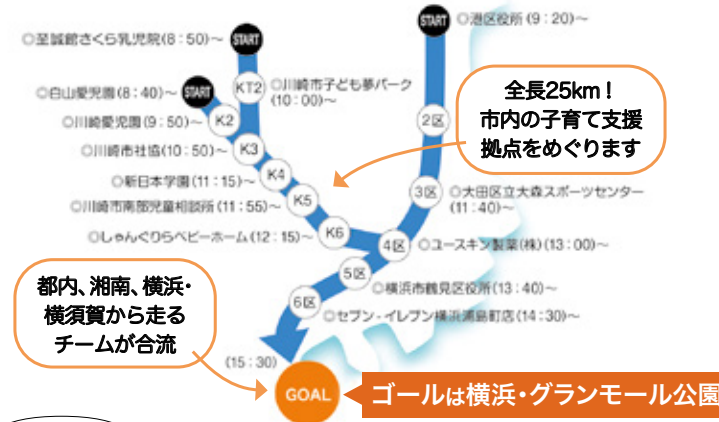 START
◎港区役所(9:20)～
◎至誠館さくら乳児院(8:50)～
START
◎白山愛児園(8:40)～
START
KT2
◎川崎市子ども夢パーク
(10:00)～
全長25km！
市内の子育て支援
拠点をめぐります
◎川崎愛児園(9:50)～
K2
2区
◎川崎市社協(10:50)～
K3
◎新日本学園(11:15)～
K4
3区
◎大田区立大森スポーツセンター
(11:40)～
◎川崎市南部児童相談所(11:55)～
K5
◎しゃんぐりらベビーホーム(12:15)～
K6
4区
◎ユースキン製薬(株)(13:00)～
5区
◎横浜市鶴見区役所(13:40)～
6区
◎セブン‐イレブン横浜浦島町店(14:30)～
都内、湘南、横浜・
横須賀から走る
チームが合流
(15:30)
GOAL
ゴールは横浜・グランモール公園